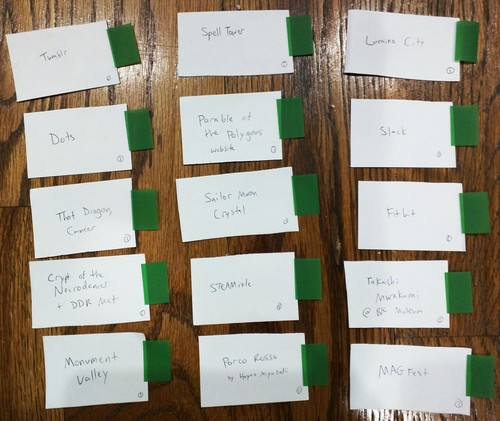 Tumblr
Spell Tower
Lumino City
Dots
Parable of
the Polygons
website
Slack
That Dragon,
Cancer
Sailor Moon
Crystal
Fitbit
Crypt of the
Necrodancer
+ DDR Mat
STEAMrole
Takashi
Murakami
@ BK Museum
Monument
Valley
Porco Rosso
by Hayao Miyazaki
MAGFest